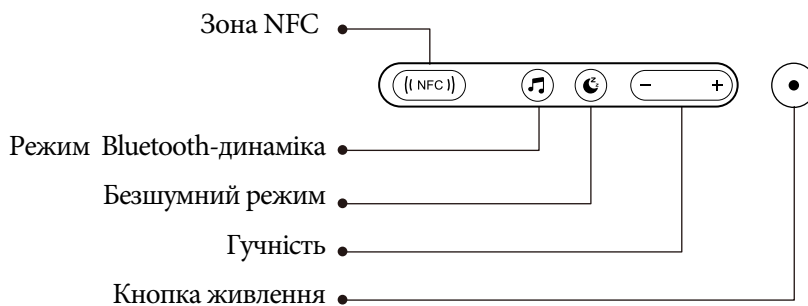 Зона NFC
((NFC))
− +
Режим Bluetooth-динаміка
Безшумний режим
Гучність
Кнопка живлення